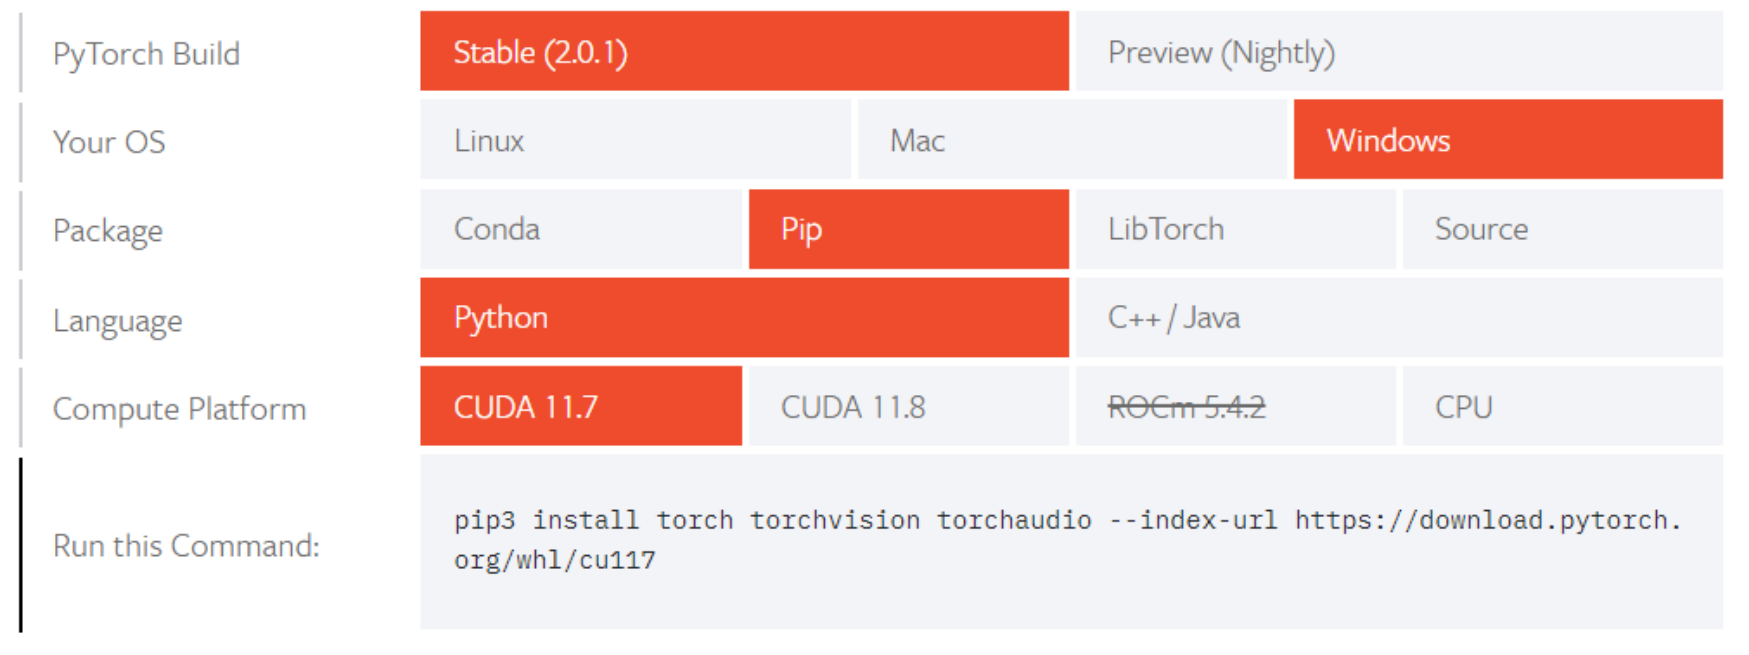 PyTorch Build Stable (2.0.1) Preview (Nightly)
Your OS Linux Mac Windows
Package Conda Pip LibTorch Source
Language Python C++ / Java
Compute Platform CUDA 11.7 CUDA 11.8 ROCm 5.4.2 CPU
Run this Command: pip3 install torch torchvision torchaudio --index-url https://download.pytorch.
org/whl/cu117